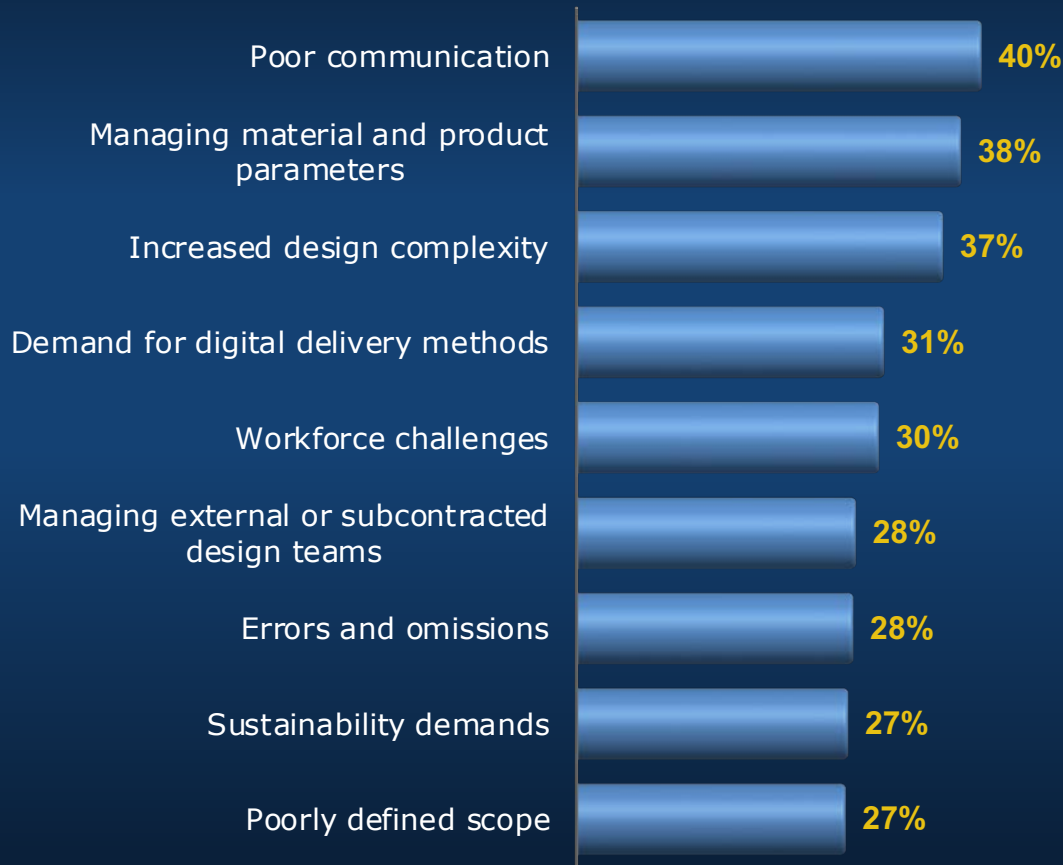 Poor communication
40%
Managing material and product
parameters
38%
Increased design complexity
37%
Demand for digital delivery methods
31%
Workforce challenges
30%
Managing external or subcontracted
design teams
28%
Errors and omissions
28%
Sustainability demands
27%
Poorly defined scope
27%